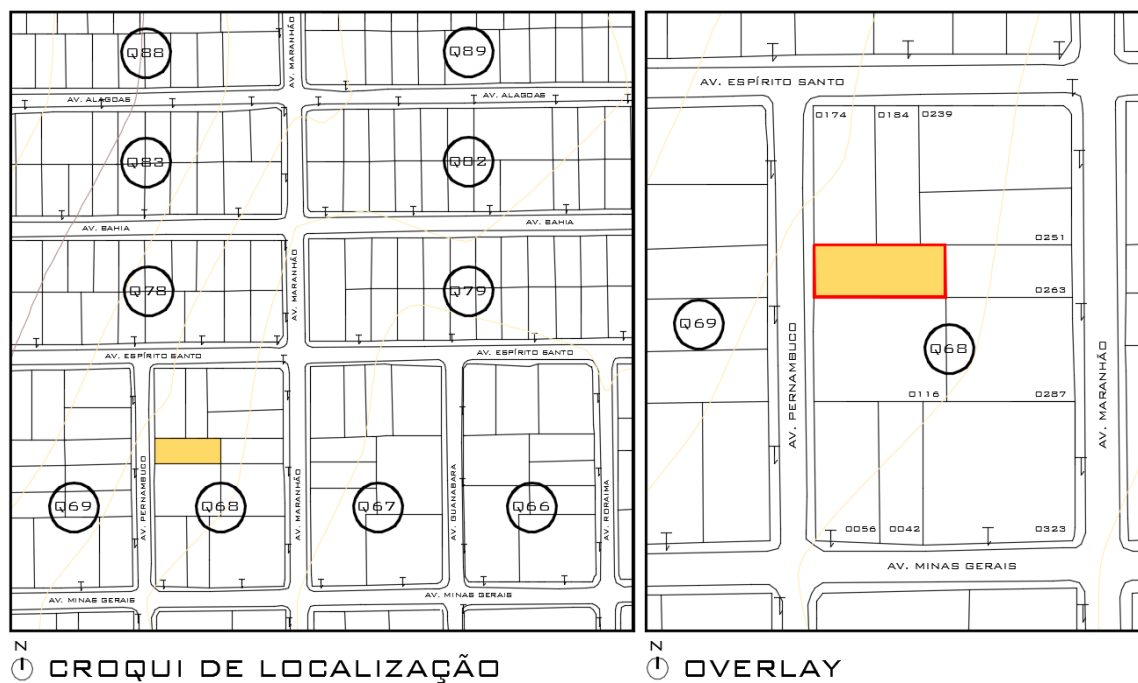 Q88
Q89
AV. MARANHÃO
AV. ALAGOAS
AV. ALAGOAS
Q83
Q82
AV. BAHIA
AV. BAHIA
Q78
Q79
AV. MARANHÃO
AV. ESPÍRITO SANTO
AV. ESPÍRITO SANTO
Q69
Q68
Q67
Q66
AV. PERNAMBUCO
AV. MARANHÃO
AV. GUANABARA
AV. RORAIMA
AV. MINAS GERAIS
AV. MINAS GERAIS
N
CROQUI DE LOCALIZAÇÃO
AV. ESPÍRITO SANTO
0174
0184
0239
0251
0263
Q69
Q68
AV. PERNAMBUCO
AV. MARANHÃO
0116
0287
0056
0042
0323
AV. MINAS GERAIS
N
OVERLAY